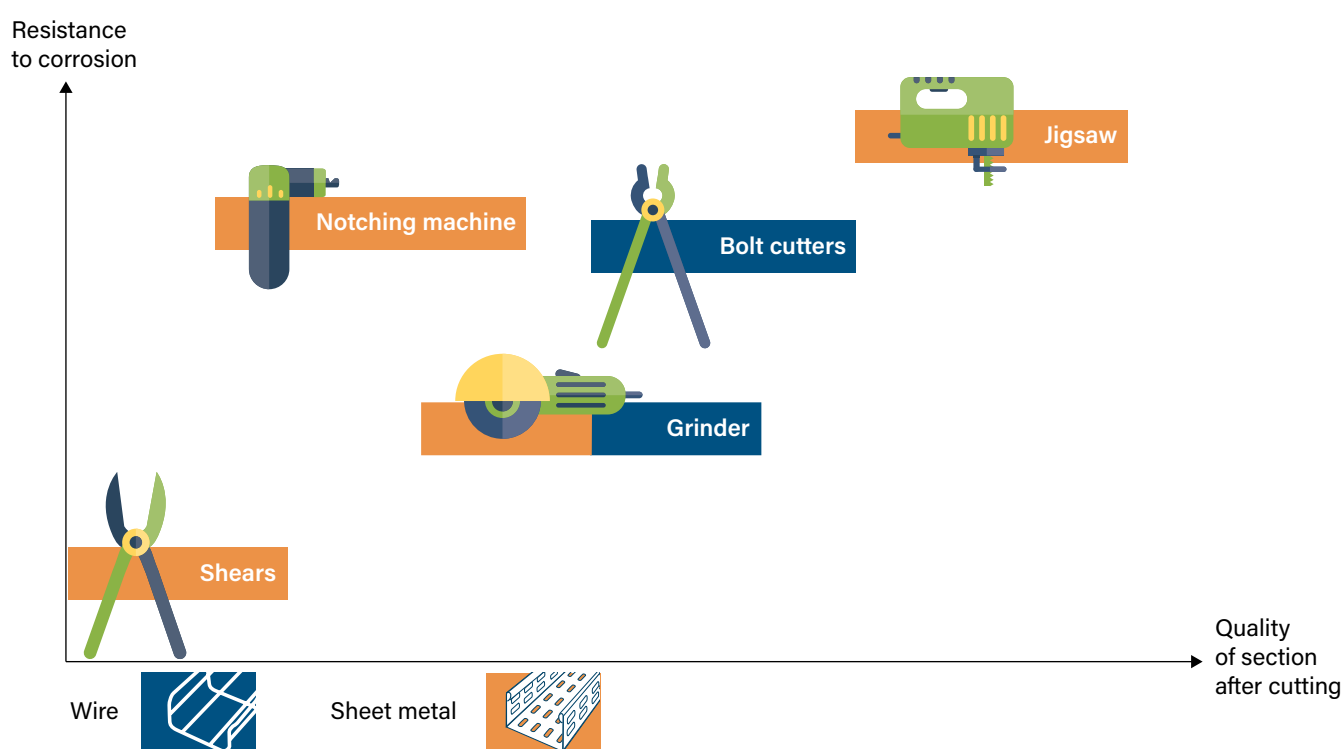 Resistance
to corrosion
Jigsaw
Notching machine
Bolt cutters
Grinder
Shears
Quality
of section
after cutting
Wire
Sheet metal